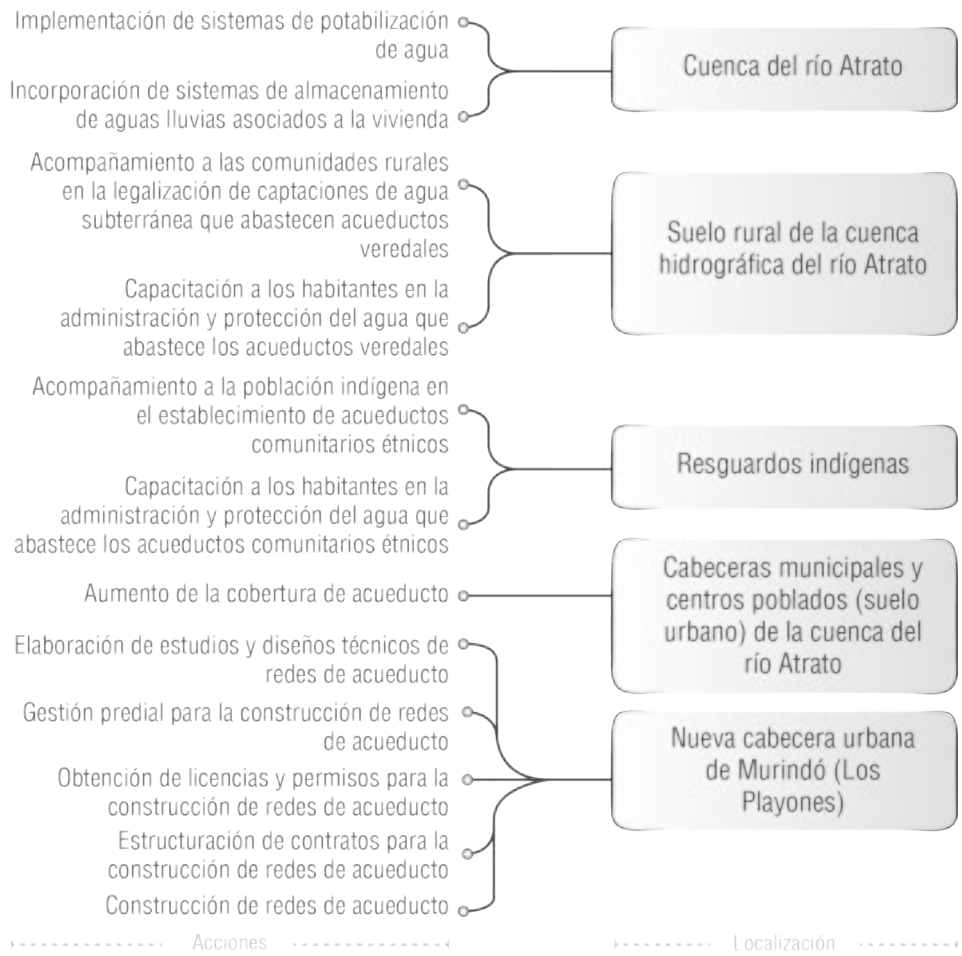 Implementación de sistemas de potabilización
de agua
Incorporación de sistemas de almacenamiento
de aguas lluvias asociados a la vivienda
Cuenca del río Atrato
Acompañamiento a las comunidades rurales
en la legalización de captaciones de agua
subterránea que abastecen acueductos
veredales
Capacitación a los habitantes en la
administración y protección del agua que
abastece los acueductos veredales
Suelo rural de la cuenca
hidrográfica del río Atrato
Acompañamiento a la población indígena en
el establecimiento de acueductos
comunitarios étnicos
Capacitación a los habitantes en la
administración y protección del agua que
abastece los acueductos comunitarios étnicos
Resguardos indígenas
Aumento de la cobertura de acueducto
Cabeceras municipales y
centros poblados (suelo
urbano) de la cuenca del
río Atrato
Elaboración de estudios y diseños técnicos de
redes de acueducto
Gestión predial para la construcción de redes
de acueducto
Obtención de licencias y permisos para la
construcción de redes de acueducto
Estructuración de contratos para la
construcción de redes de acueducto
Construcción de redes de acueducto
Nueva cabecera urbana
de Murindó (Los
Playones)
Acciones
Localización